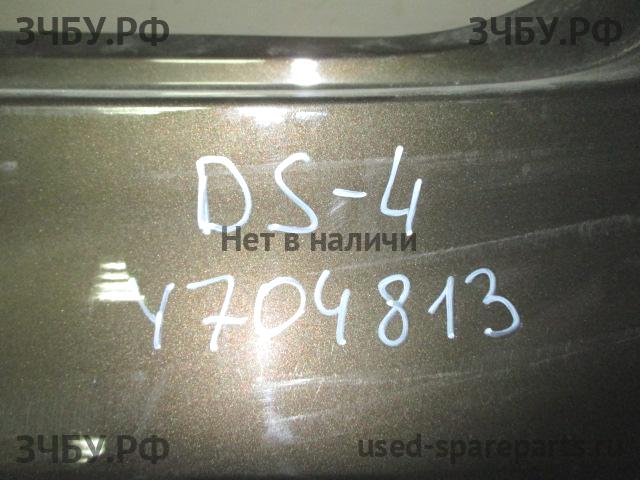 ЗЧБУ.РФ ЗЧБУ.РФ
DS-4
Нет в наличи
Y704813
ЗЧБУ.РФ used-spareparts.ru